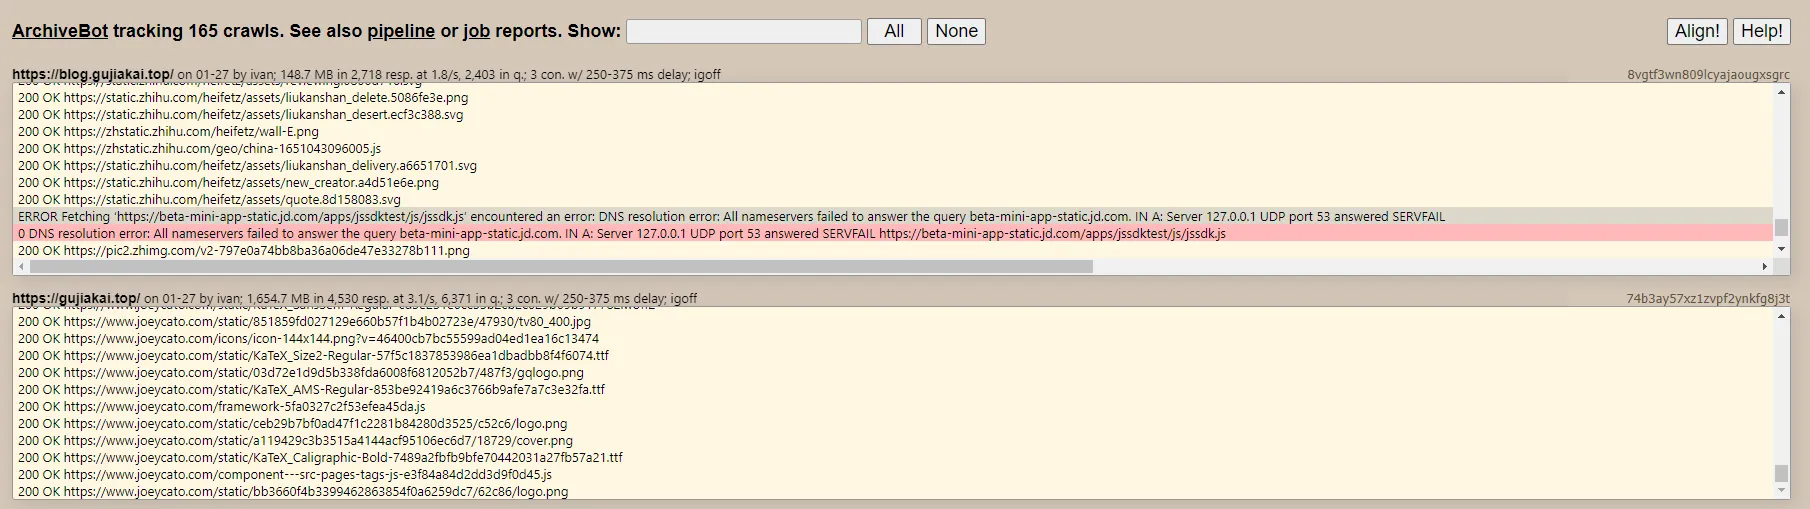 ArchiveBot tracking 165 crawls. See also pipeline or job reports. Show: All None Align! Help!
https://blog.gujiakai.top/ on 01-27 by ivan; 148.7 MB in 2,718 resp. at 1.8/s, 2,403 in q.; 3 con. w/ 250-375 ms delay; igoff 8vgtf3wn809lcyajaougxsgrc
200 OK https://static.zhihu.com/heifetz/assets/liukanshan_delete.5086fe3e.png
200 OK https://static.zhihu.com/heifetz/assets/liukanshan_desert.ecf3c388.svg
200 OK https://zhstatic.zhihu.com/heifetz/wall-E.png
200 OK https://zhstatic.zhihu.com/geo/china-1651043096005.js
200 OK https://static.zhihu.com/heifetz/assets/liukanshan_delivery.a6651701.svg
200 OK https://static.zhihu.com/heifetz/assets/new_creator.a4d51e6e.png
200 OK https://static.zhihu.com/heifetz/assets/quote.8d158083.svg
ERROR Fetching 'https://beta-mini-app-static.jd.com/apps/jssdktest/js/jssdk.js' encountered an error: DNS resolution error: All nameservers failed to answer the query beta-mini-app-static.jd.com. IN A: Server 127.0.0.1 UDP port 53 answered SERVFAIL
0 DNS resolution error: All nameservers failed to answer the query beta-mini-app-static.jd.com. IN A: Server 127.0.0.1 UDP port 53 answered SERVFAIL https://beta-mini-app-static.jd.com/apps/jssdktest/js/jssdk.js
200 OK https://pic2.zhimg.com/v2-797e0a74bb8ba36a06de47e33278b111.png
https://gujiakai.top/ on 01-27 by ivan; 1,654.7 MB in 4,530 resp. at 3.1/s, 6,371 in q.; 3 con. w/ 250-375 ms delay; igoff 74b3ay57xz1zvpf2ynkfg8j3t
200 OK https://www.joeycato.com/static/851859fd027129e660b57f1b4b02723e/47930/tv80_400.jpg
200 OK https://www.joeycato.com/icons/icon-144x144.png?v=46400cb7bc55599ad04ed1ea16c13474
200 OK https://www.joeycato.com/static/KaTeX_Size2-Regular-57f5c1837853986ea1dbadbb8f4f6074.ttf
200 OK https://www.joeycato.com/static/03d72e1d9d5b338fda6008f6812052b7/487f3/gqlogo.png
200 OK https://www.joeycato.com/static/KaTeX_AMS-Regular-853be92419a6c3766b9afe7a7c3e32fa.ttf
200 OK https://www.joeycato.com/framework-5fa0327c2f53efea45da.js
200 OK https://www.joeycato.com/static/ceb29b7bf0ad47f1c2281b84280d3525/c52c6/logo.png
200 OK https://www.joeycato.com/static/a119429c3b3515a4144acf95106ec6d7/18729/cover.png
200 OK https://www.joeycato.com/static/KaTeX_Caligraphic-Bold-7489a2fbfb9bfe70442031a27fb57a21.ttf
200 OK https://www.joeycato.com/component---src-pages-tags-js-e3f84a84d2dd3d9f0d45.js
200 OK https://www.joeycato.com/static/bb3660f4b3399462863854f0a6259dc7/62c86/logo.png